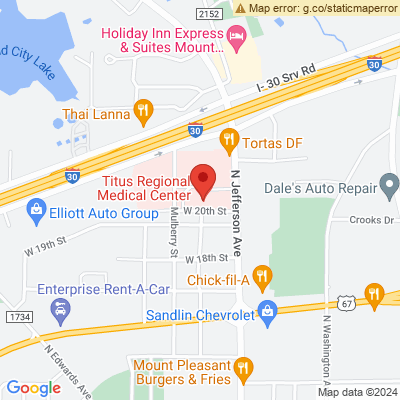 Map error: g.co/staticmaperror
2152
Holiday Inn Express
& Suites Mount...
d City Lake
I- 30 Srv Rd
30
Thai Lanna
30
Tortas DF
30
Titus Regional
Medical Center
N Jefferson Ave
Dale's Auto Repair
Elliott Auto Group
W 20th St
Mulberry St
Crooks Dr
W 19th St
W 18th St
Chick-fil-A
Enterprise Rent-A-Car
67
1734
Sandlin Chevrolet
N Washington A
N Edwards Ave
Mount Pleasant
Burgers & Fries
Google
Map data ©2024